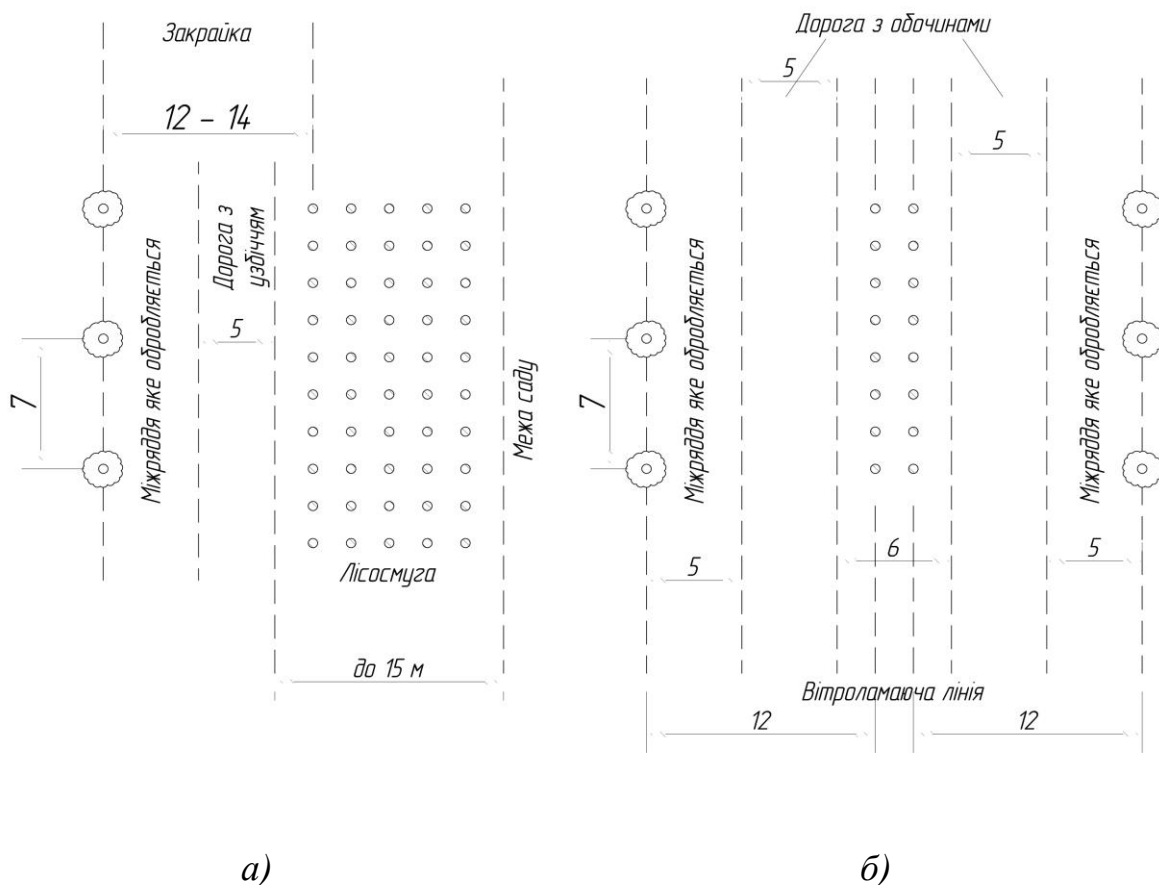 Закрайка
12 – 14
Дорога з
узбіччям
5
Міжряддя яке обробляється
7
Межа саду
Лісосмуга
до 15 м
а)
Дорога з обочинами
5
5
Міжряддя яке обробляється
7
Міжряддя яке обробляється
5
6
5
Вітроламаюча лінія
12
12
б)